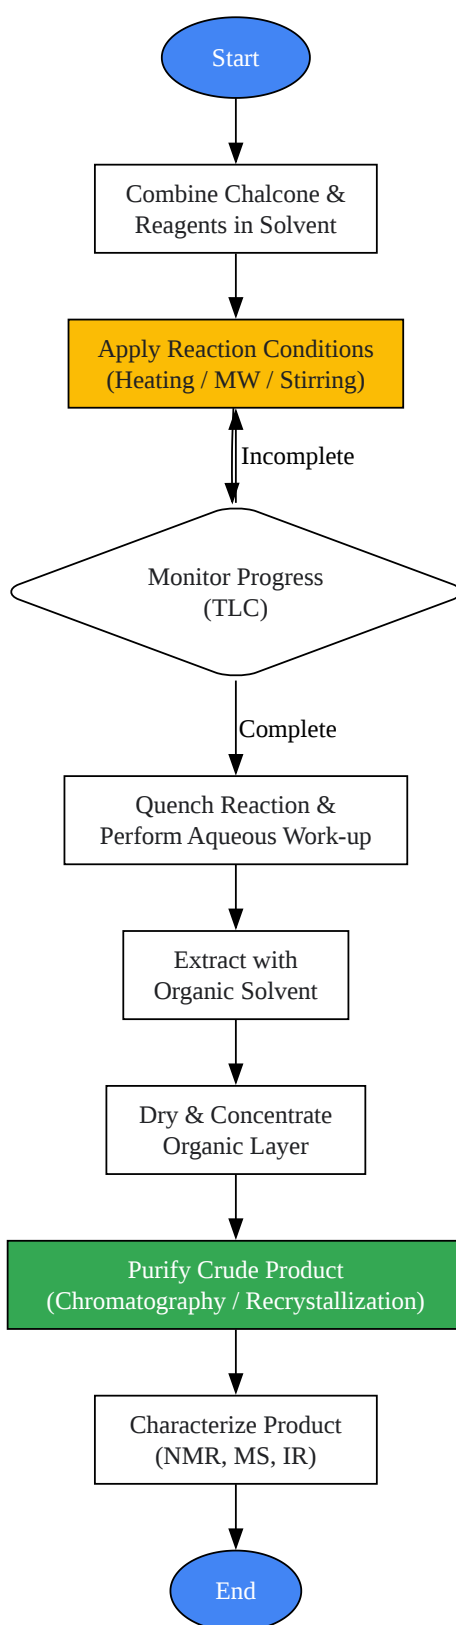 Start
Combine Chalcone &
Reagents in Solvent
Apply Reaction Conditions
(Heating / MW / Stirring)
Incomplete
Monitor Progress
(TLC)
Complete
Quench Reaction &
Perform Aqueous Work-up
Extract with
Organic Solvent
Dry & Concentrate
Organic Layer
Purify Crude Product
(Chromatography / Recrystallization)
Characterize Product
(NMR, MS, IR)
End